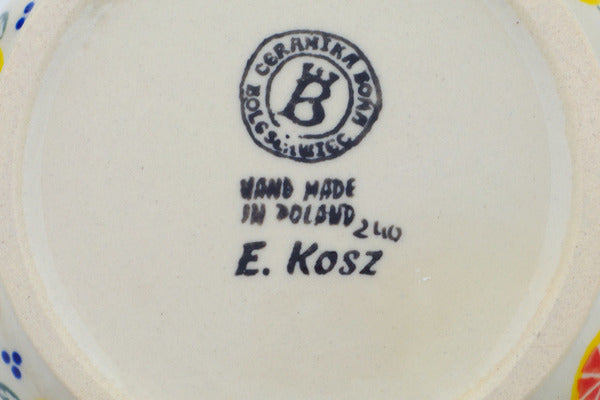 CERAMIKA BONA
BOLESŁAWIEC
B
HAND MADE
IN POLAND
240
E. Kosz